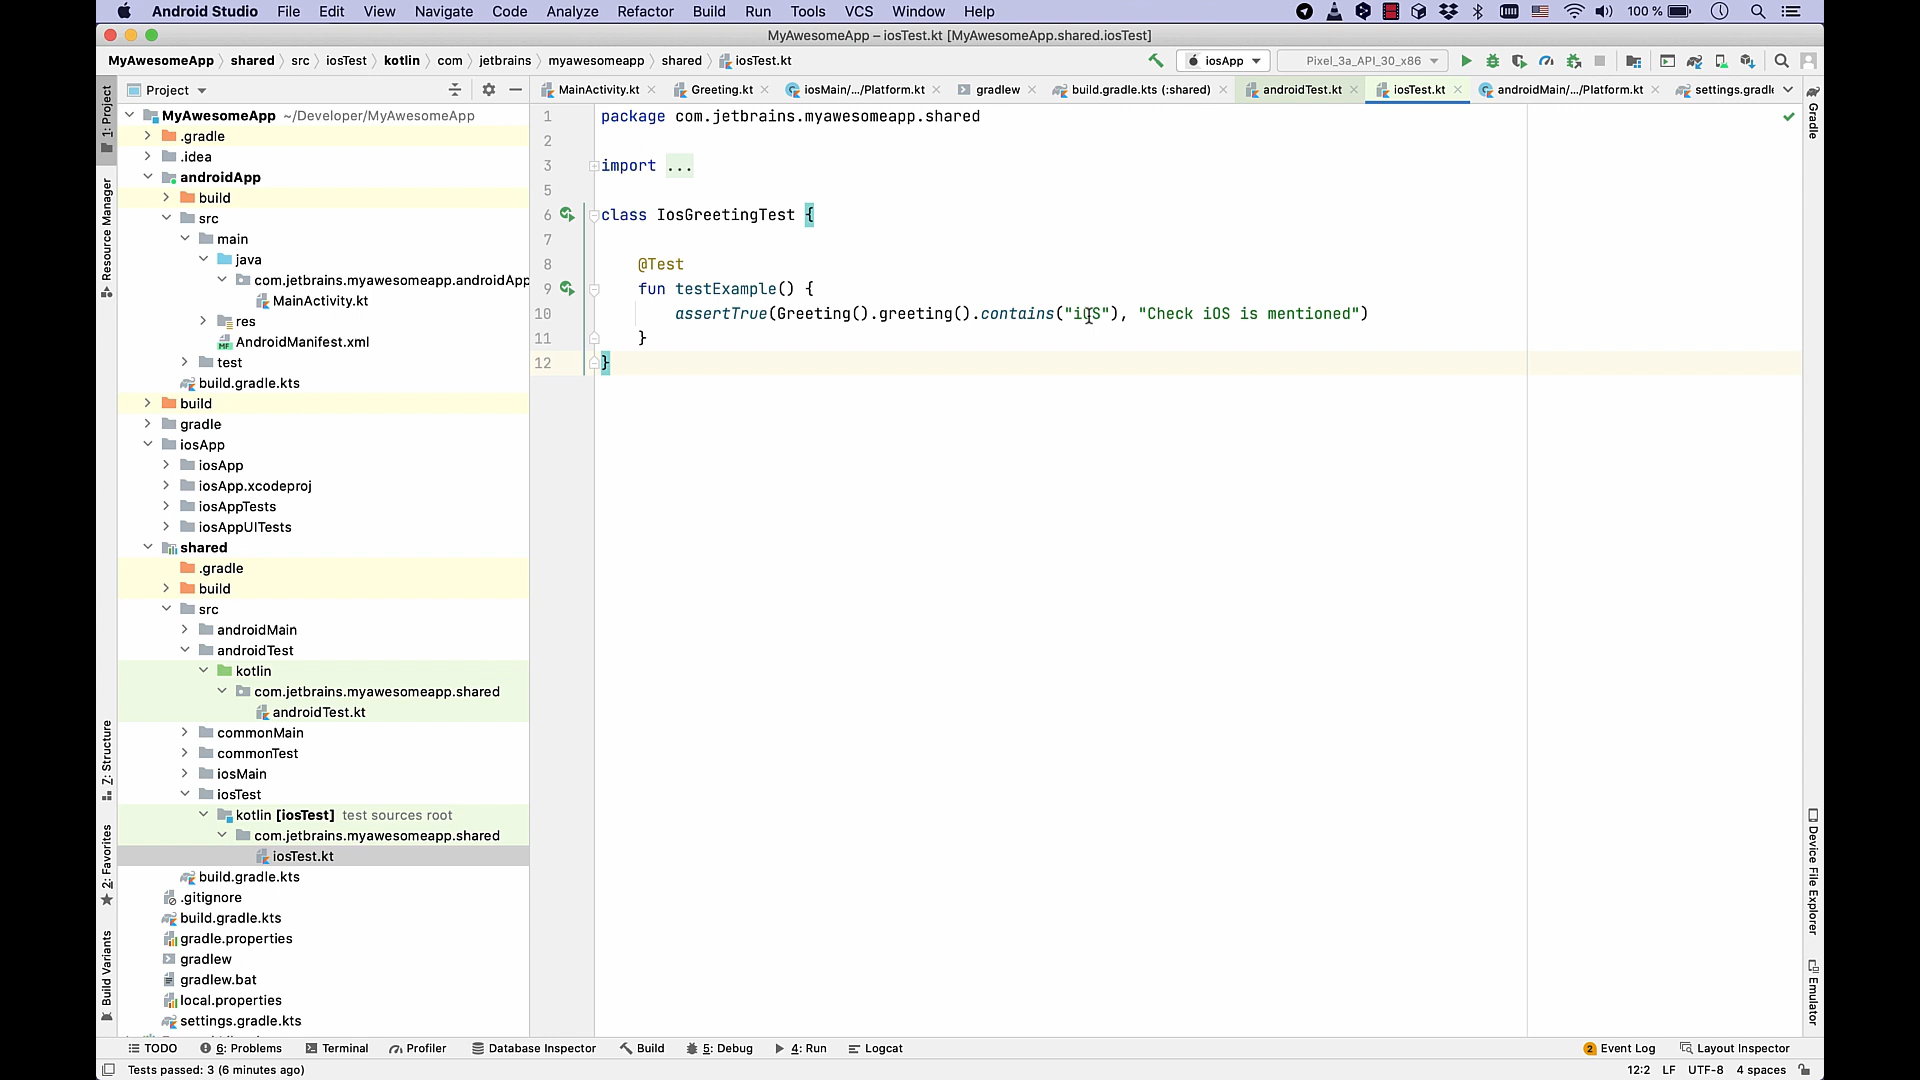 Android Studio File Edit View Navigate Code Analyze Refactor Build Run Tools VCS Window Help 100 %
MyAwesomeApp – iosTest.kt [MyAwesomeApp.shared.iosTest]
MyAwesomeApp shared src iosTest kotlin com jetbrains myawesomeapp shared iosTest.kt iosApp Pixel_3a_API_30_x86
Project MainActivity.kt Greeting.kt iosMain/.../Platform.kt gradlew build.gradle.kts (:shared) androidTest.kt iosTest.kt androidMain/.../Platform.kt settings.gradle
1: Project
Resource Manager
7: Structure
2: Favorites
Build Variants
MyAwesomeApp ~/Developer/MyAwesomeApp
.gradle
.idea
androidApp
build
src
main
java
com.jetbrains.myawesomeapp.androidApp
MainActivity.kt
res
AndroidManifest.xml
test
build.gradle.kts
build
gradle
iosApp
iosApp
iosApp.xcodeproj
iosAppTests
iosAppUITests
shared
.gradle
build
src
androidMain
androidTest
kotlin
com.jetbrains.myawesomeapp.shared
androidTest.kt
commonMain
commonTest
iosMain
iosTest
kotlin [iosTest] test sources root
com.jetbrains.myawesomeapp.shared
iosTest.kt
build.gradle.kts
.gitignore
build.gradle.kts
gradle.properties
gradlew
gradlew.bat
local.properties
settings.gradle.kts
1 package com.jetbrains.myawesomeapp.shared
2
3 import ...
5
6 class IosGreetingTest {
7
8 @Test
9 fun testExample() {
10 assertTrue(Greeting().greeting().contains("iOS"), "Check iOS is mentioned")
11 }
12 }
Gradle
Device File Explorer
Emulator
TODO 6: Problems Terminal Profiler Database Inspector Build 5: Debug 4: Run Logcat 2 Event Log Layout Inspector
Tests passed: 3 (6 minutes ago) 12:2 LF UTF-8 4 spaces